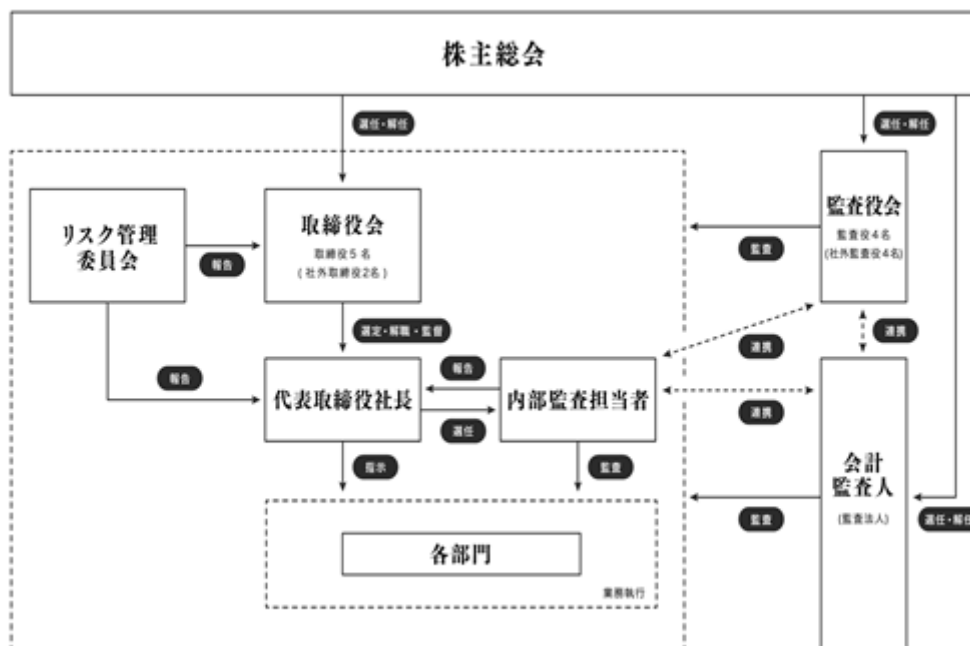 株主総会
選任・解任
選任・解任
リスク管理
委員会
報告
取締役会
取締役5名
(社外取締役2名)
監査
監査役会
監査役4名
(社外監査役4名)
選定・解職・監督
連携
連携
報告
代表取締役社長
報告
選任
内部監査担当者
連携
指示
監査
会計
監査人
(監査法人)
監査
選任・解任
各部門
業務執行